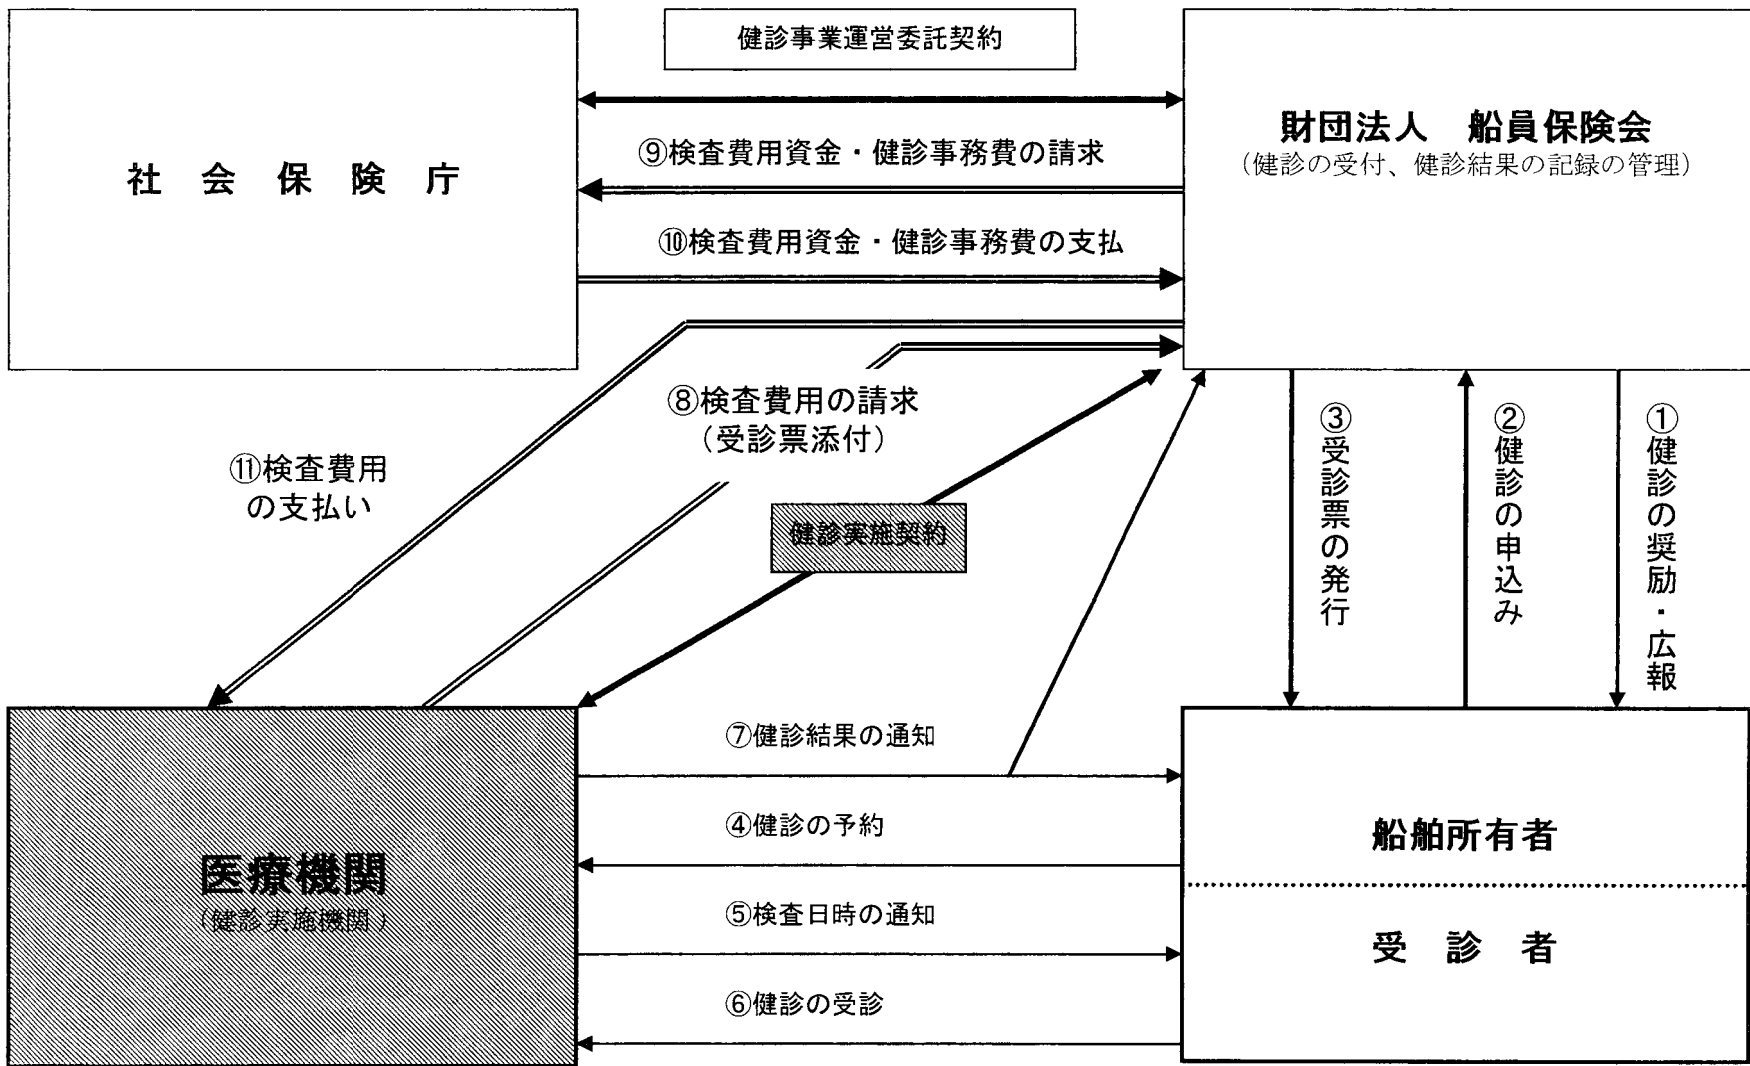 健診事業運営委託契約
社会保険庁
財団法人　船員保険会
（健診の受付、健診結果の記録の管理）
⑨検査費用資金・健診事務費の請求
⑩検査費用資金・健診事務費の支払
⑧検査費用の請求
（受診票添付）
⑪検査費用
の支払い
健診実施契約
③受診票の発行
②健診の申込み
①健診の奨励・広報
⑦健診結果の通知
④健診の予約
⑤検査日時の通知
⑥健診の受診
医療機関
（健診実施機関）
船舶所有者
受診者